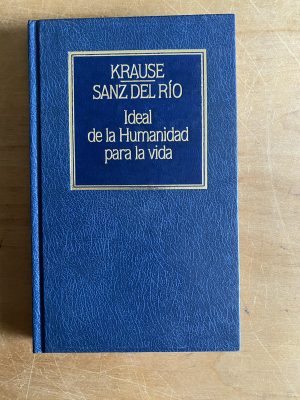 KRAUSE
SANZ DEL RÍO
Ideal
de la Humanidad
para la vida